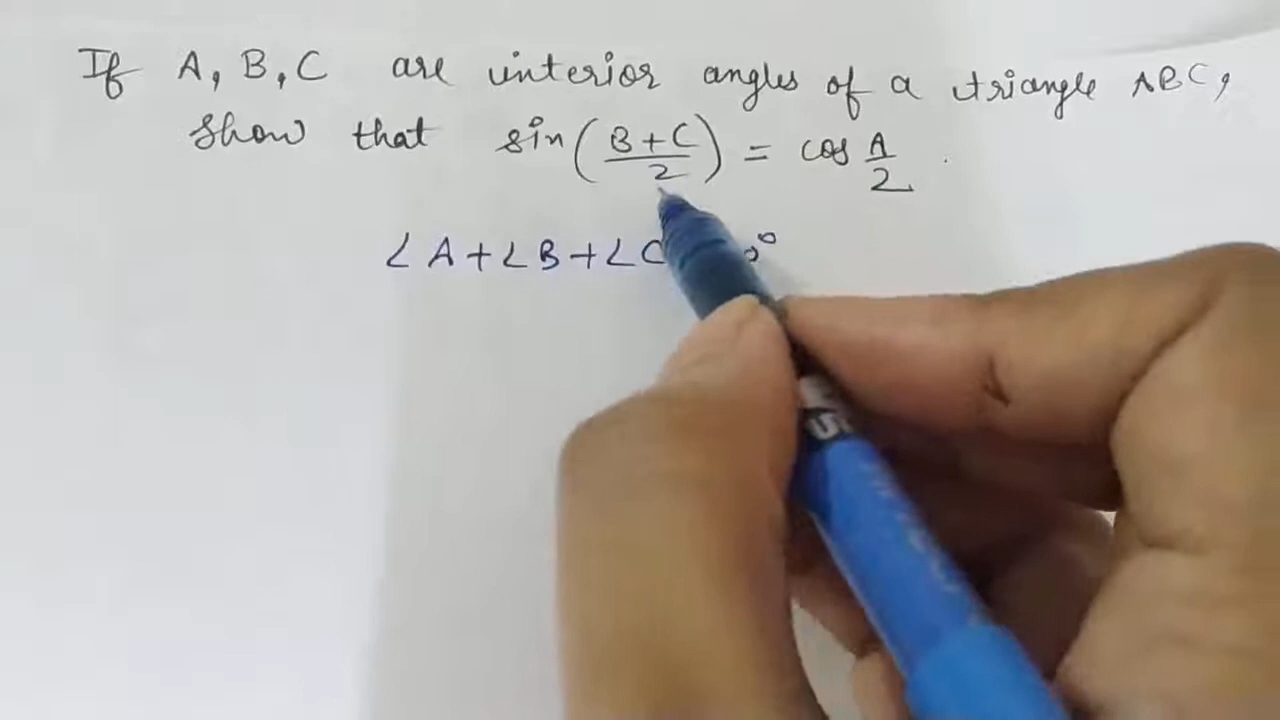 If A, B, C are interior angles of a triangle ABC,
show that sin(B+C/2) = cos A/2 .
∠A+∠B+∠C